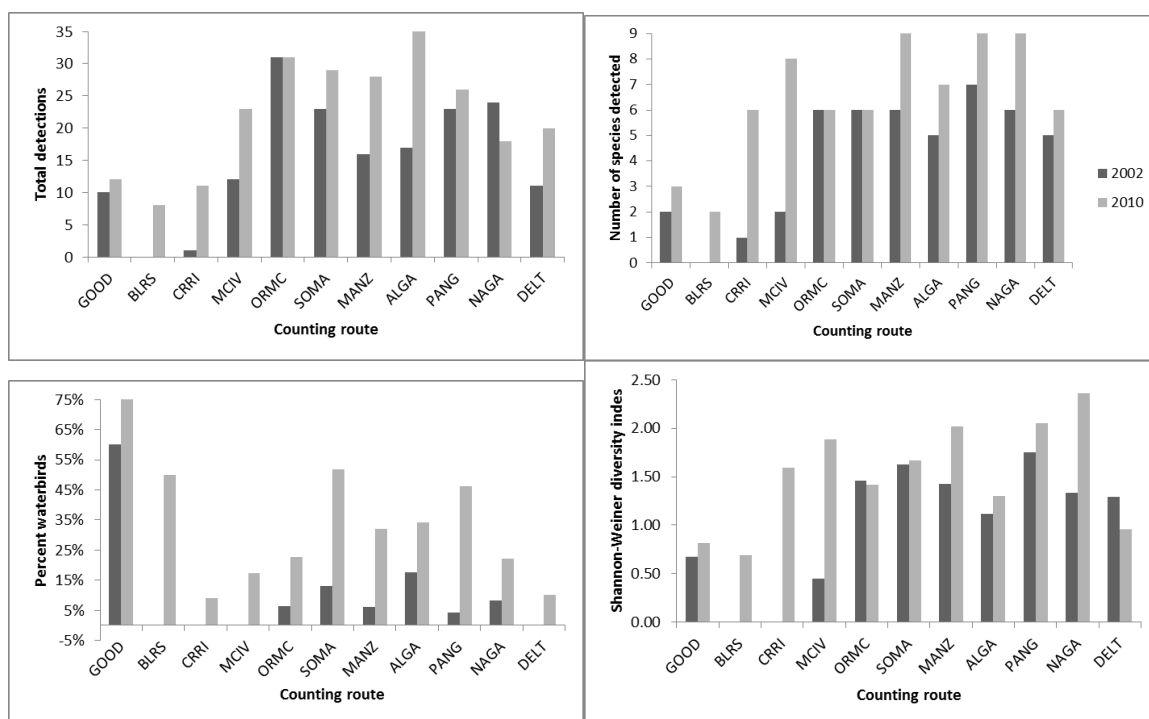 Total detections
35
30
25
20
15
10
5
0
GOOD BLRS CRRI MCIV ORMC SOMA MANZ ALGA PANG NAGA DELT
Counting route
Number of species detected
9
8
7
6
5
4
3
2
1
0
GOOD BLRS CRRI MCIV ORMC SOMA MANZ ALGA PANG NAGA DELT
Counting route
2002
2010
Percent waterbirds
75%
65%
55%
45%
35%
25%
15%
5%
-5%
GOOD BLRS CRRI MCIV ORMC SOMA MANZ ALGA PANG NAGA DELT
Counting route
Shannon-Weiner diversity indes
2.50
2.00
1.50
1.00
0.50
0.00
GOOD BLRS CRRI MCIV ORMC SOMA MANZ ALGA PANG NAGA DELT
Counting route